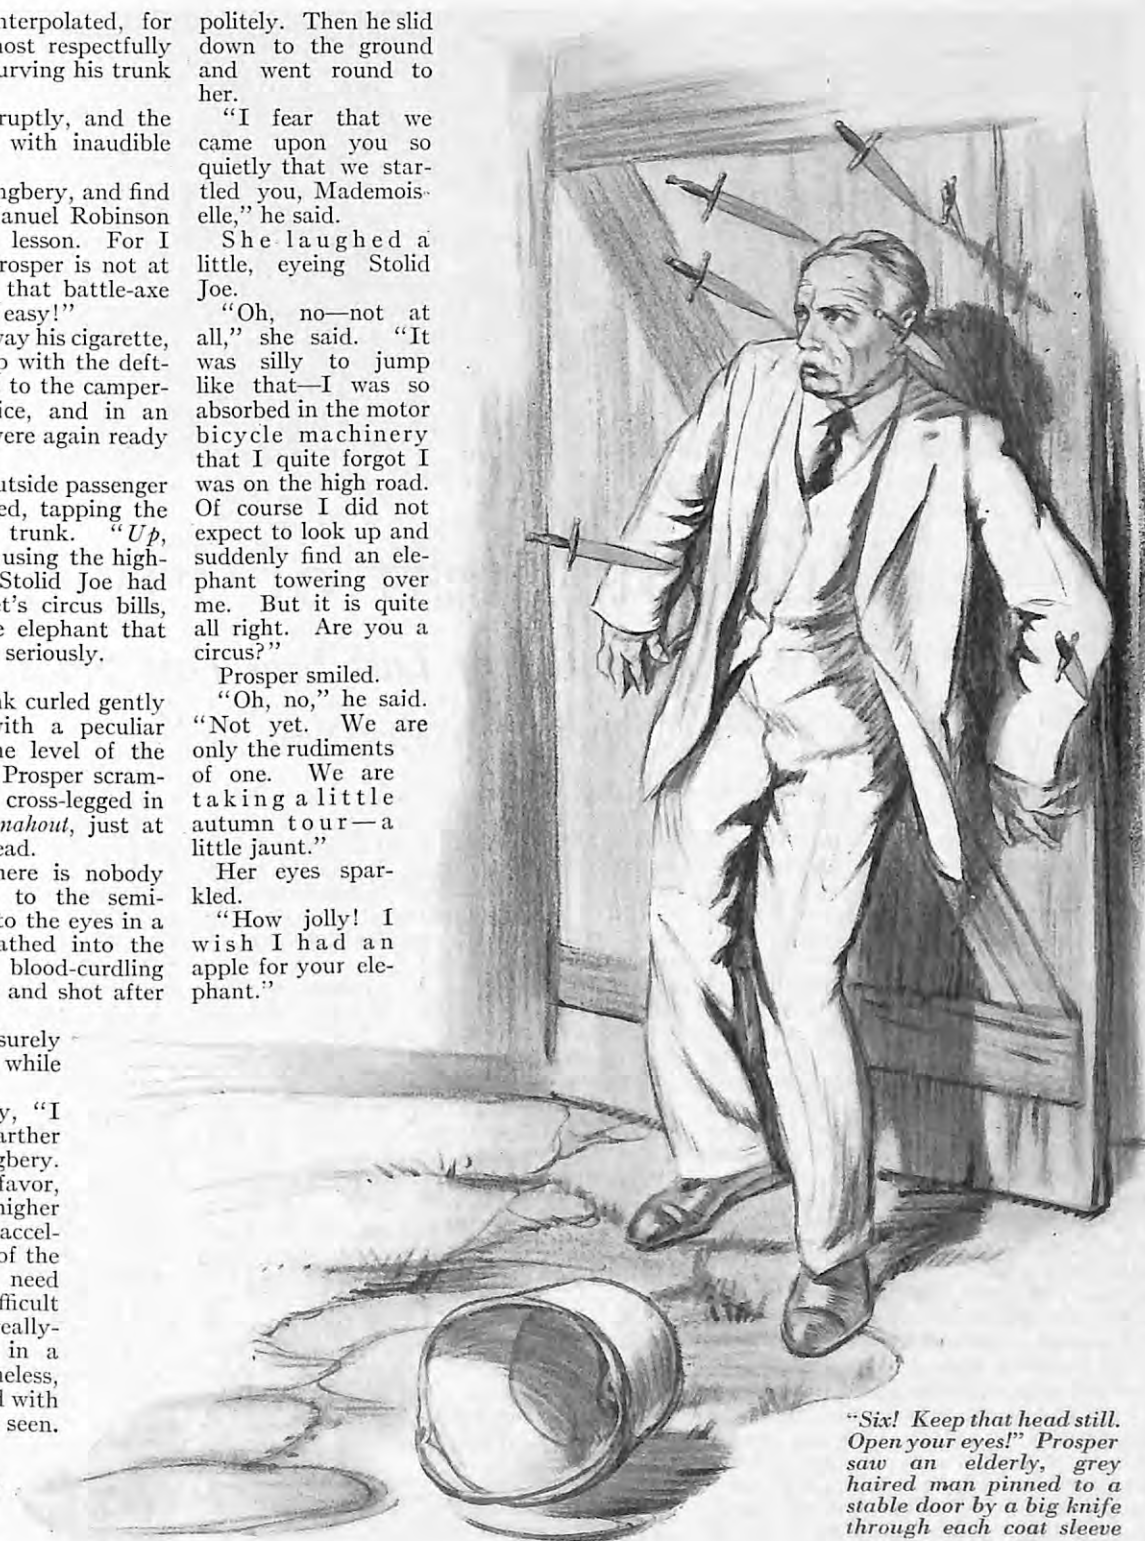 nterpolated, for
ost respectfully
urving his trunk
ruptly, and the
with inaudible
ngbery, and find
anuel Robinson
lesson. For I
rosper is not at
that battle-axe
easy!"
ay his cigarette,
with the deft-
to the camper-
ice, and in an
ere again ready
utside passenger
ed, tapping the
trunk. "Up,
using the high-
Stolid Joe had
t's circus bills,
e elephant that
seriously.
k curled gently
ith a peculiar
e level of the
Prosper scram-
cross-legged in
nahout, just at
ead.
ere is nobody
to the semi-
to the eyes in a
athed into the
blood-curdling
and shot after
surely
while
y, "I
arther
gbery.
favor,
higher
accel-
of the
need
fficult
eally-
in a
eless,
d with
seen.
politely. Then he slid
down to the ground
and went round to
her.
"I fear that we
came upon you so
quietly that we star-
tled you, Mademois-
elle," he said.
She laughed a
little, eyeing Stolid
Joe.
"Oh, no—not at
all," she said. "It
was silly to jump
like that—I was so
absorbed in the motor
bicycle machinery
that I quite forgot I
was on the high road.
Of course I did not
expect to look up and
suddenly find an ele-
phant towering over
me. But it is quite
all right. Are you a
circus?"
Prosper smiled.
"Oh, no," he said.
"Not yet. We are
only the rudiments
of one. We are
taking a little
autumn tour—a
little jaunt."
Her eyes spar-
kled.
"How jolly! I
wish I had an
apple for your ele-
phant."
"Six! Keep that head still.
Open your eyes!" Prosper
saw an elderly, grey
haired man pinned to a
stable door by a big knife
through each coat sleeve